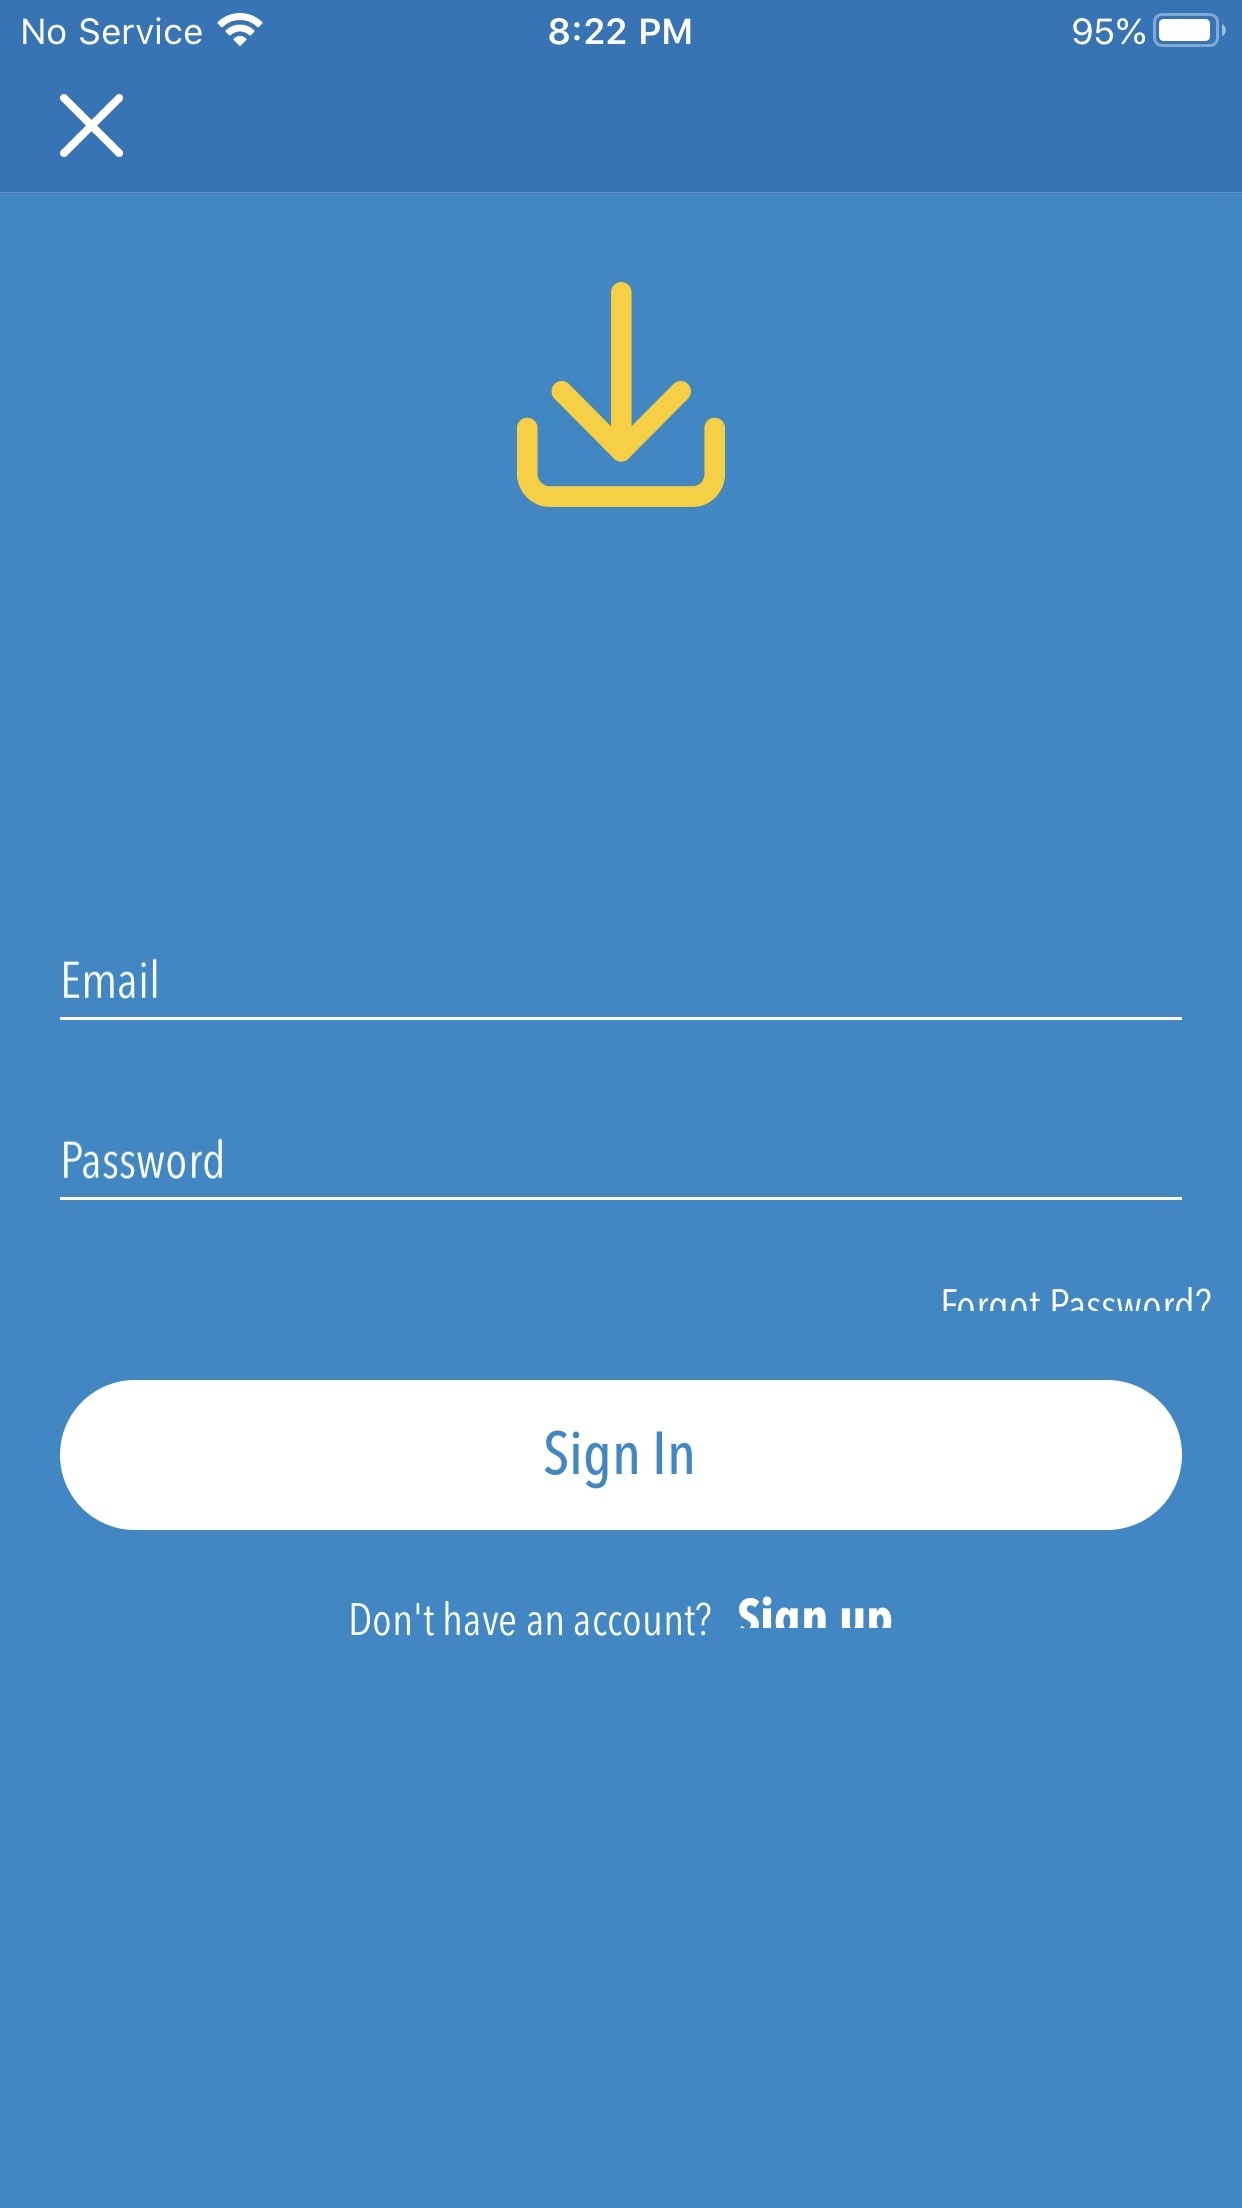 No Service 8:22 PM 95%
Email
Password
Forgot Password?
Sign In
Don't have an account? Sign up